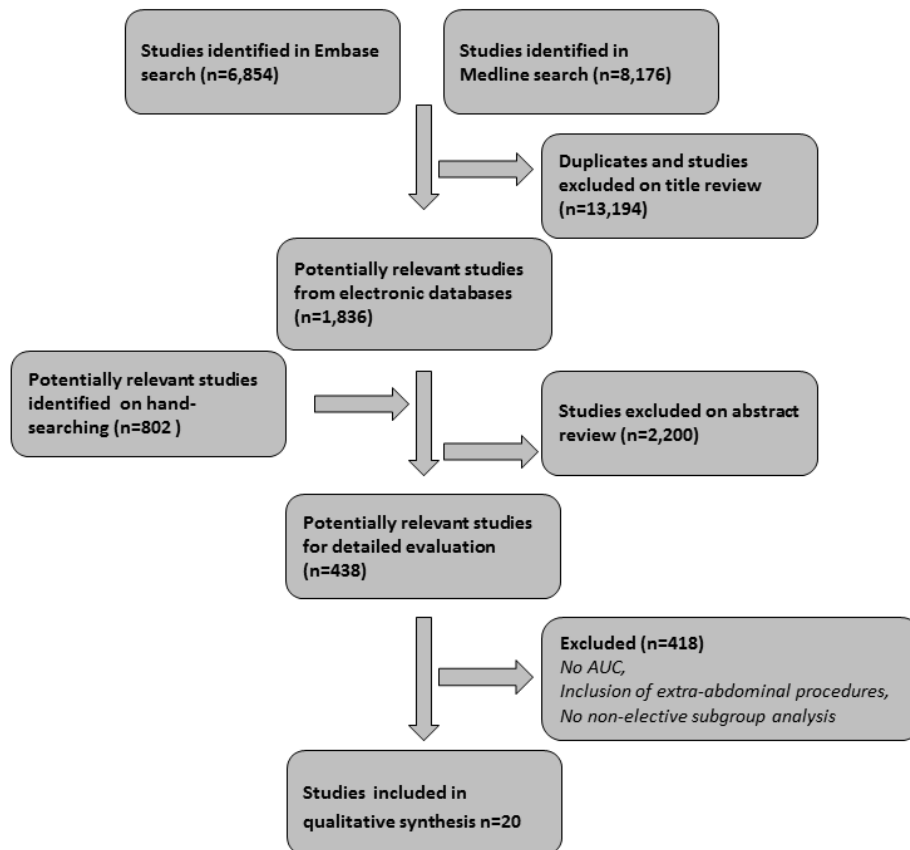 Studies identified in Embase
search (n=6,854)
Studies identified in
Medline search (n=8,176)
Duplicates and studies
excluded on title review
(n=13,194)
Potentially relevant studies
from electronic databases
(n=1,836)
Potentially relevant studies
identified on hand-
searching (n=802 )
Studies excluded on abstract
review (n=2,200)
Potentially relevant studies
for detailed evaluation
(n=438)
Excluded (n=418)
No AUC,
Inclusion of extra-abdominal procedures,
No non-elective subgroup analysis
Studies included in
qualitative synthesis n=20